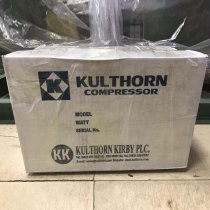 K
KULTHORN
COMPRESSOR
MODEL
WATT
SERIAL No.
KK
KULTHORN KIRBY PLC.